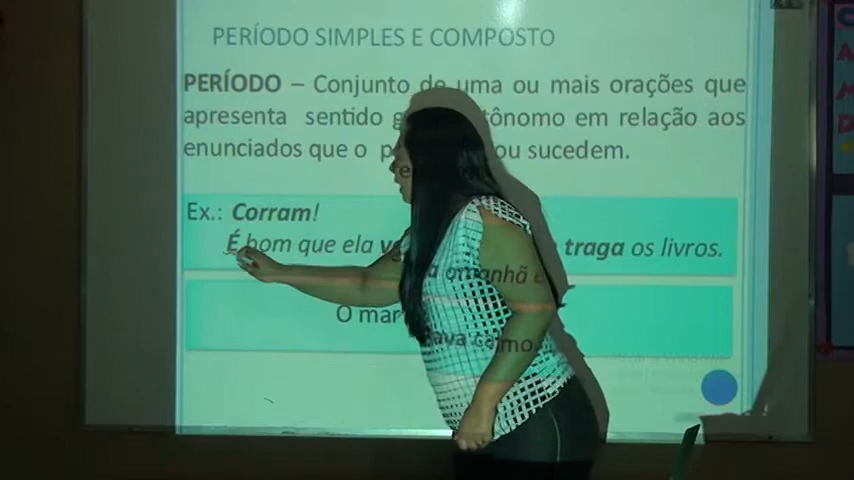 PERÍODO SIMPLES E COMPOSTO
PERÍODO – Conjunto de uma ou mais orações que
apresenta sentido em relação aos
enunciados que o ou sucedem.
Ex.: Corram!
É bom que ela amanhã e traga os livros.
O mar calmo.